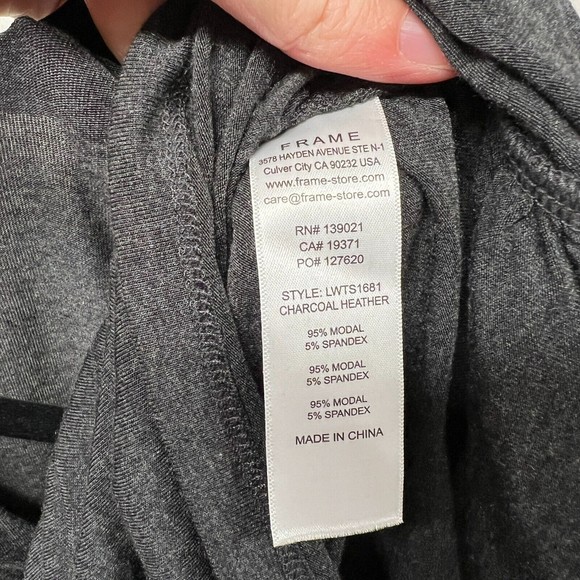 FRAME
3578 HAYDEN AVENUE STE N-1
Culver City CA 90232 USA
www.frame-store.com
care@frame-store.com
RN# 139021
CA# 19371
PO# 127620
STYLE: LWTS1681
CHARCOAL HEATHER
95% MODAL
5% SPANDEX
95% MODAL
5% SPANDEX
95% MODAL
5% SPANDEX
MADE IN CHINA